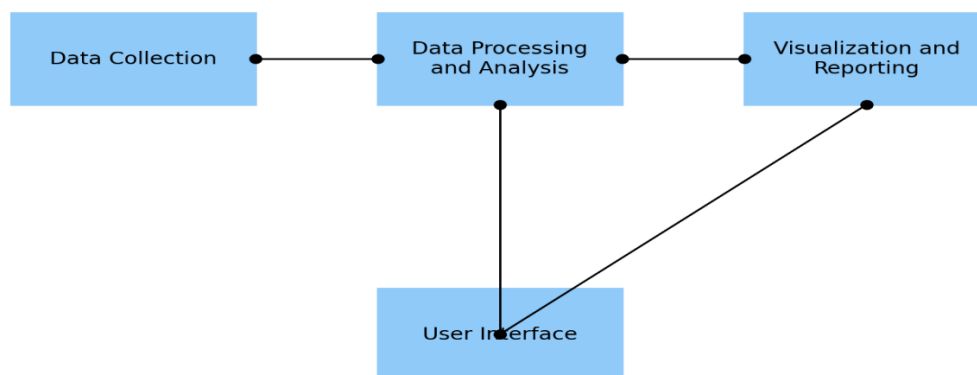 Data Collection
Data Processing
and Analysis
Visualization and
Reporting
User Interface